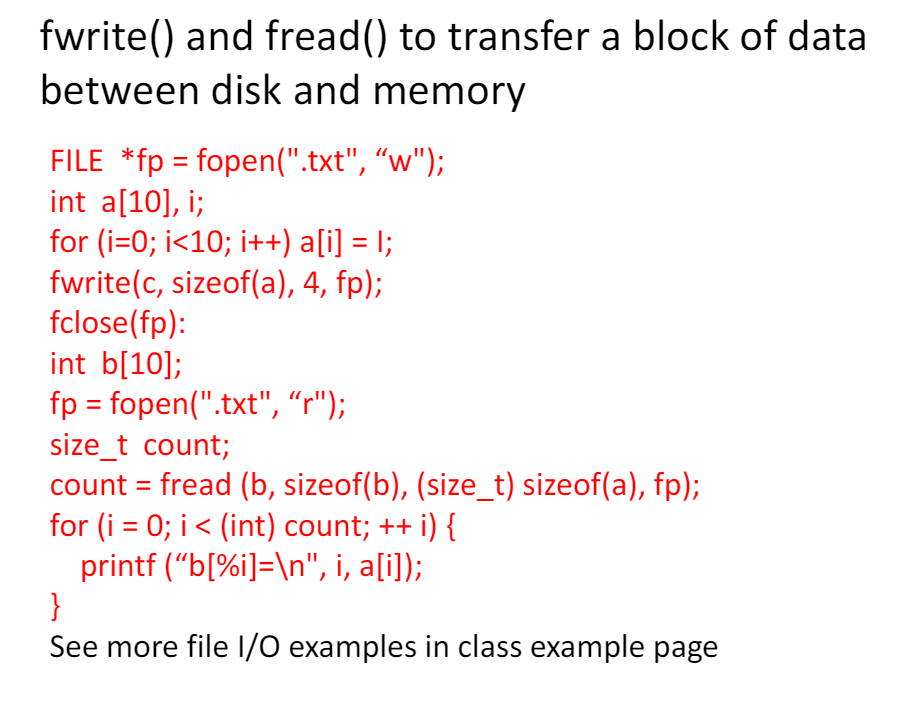 fwrite() and fread() to transfer a block of data
between disk and memory
FILE  *fp = fopen(".txt", “w");
int  a[10], i;
for (i=0; i<10; i++) a[i] = I;
fwrite(c, sizeof(a), 4, fp);
fclose(fp):
int  b[10];
fp = fopen(".txt", “r");
size_t  count;
count = fread (b, sizeof(b), (size_t) sizeof(a), fp);
for (i = 0; i < (int) count; ++ i) {
    printf (“b[%i]=\n", i, a[i]);
}
See more file I/O examples in class example page